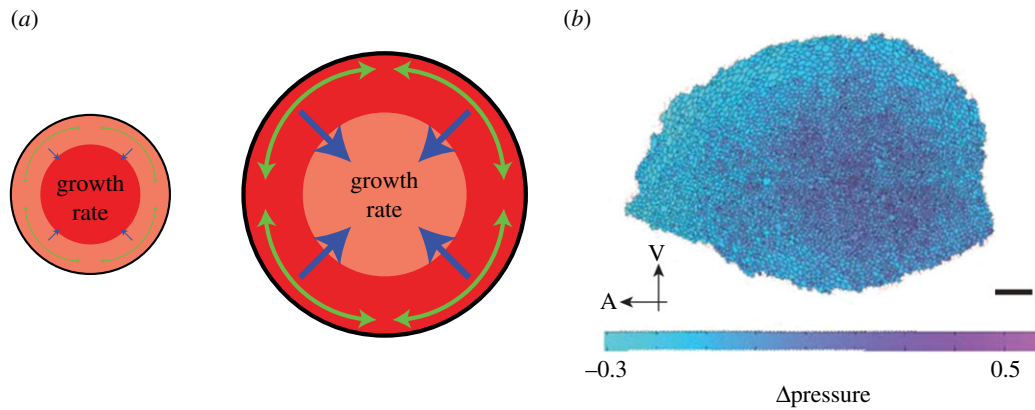 (a)
(b)
growth
rate
growth
rate
V
A
–0.3
0.5
Δpressure